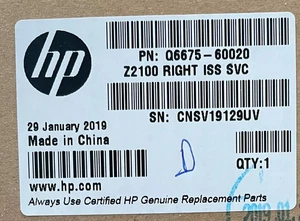 hp
PN: Q6675-60020
Z2100 RIGHT ISS SVC
SN: CNSV19129UV
29 January 2019
Made in China
D
QTY:1
www.hp.com
Always Use Certified HP Genuine Replacement Parts